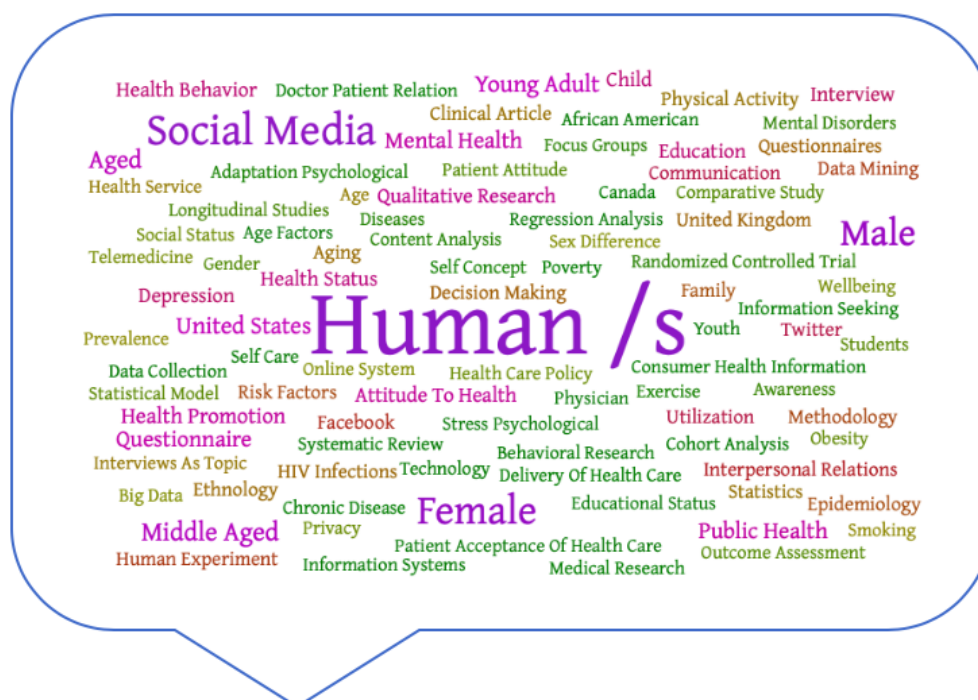 Health Behavior Doctor Patient Relation Young Adult Child
Physical Activity Interview
Clinical Article African American Mental Disorders
Social Media Mental Health Focus Groups Education Questionnaires
Aged Adaptation Psychological Patient Attitude Communication Data Mining
Health Service Age Qualitative Research Canada Comparative Study
Longitudinal Studies Diseases Regression Analysis United Kingdom
Social Status Age Factors Content Analysis Sex Difference Male
Telemedicine Gender Aging Self Concept Poverty Randomized Controlled Trial
Health Status Wellbeing
Depression Decision Making Family Information Seeking
United States Human /s Youth Twitter
Prevalence Students
Data Collection Self Care Online System Health Care Policy Consumer Health Information
Statistical Model Risk Factors Attitude To Health Physician Exercise Awareness
Health Promotion Facebook Stress Psychological Utilization Methodology
Questionnaire Systematic Review Behavioral Research Cohort Analysis Obesity
Interviews As Topic HIV Infections Technology Delivery Of Health Care Interpersonal Relations
Big Data Ethnology Chronic Disease Female Educational Status Statistics Epidemiology
Middle Aged Privacy Public Health Smoking
Patient Acceptance Of Health Care Outcome Assessment
Human Experiment Information Systems Medical Research